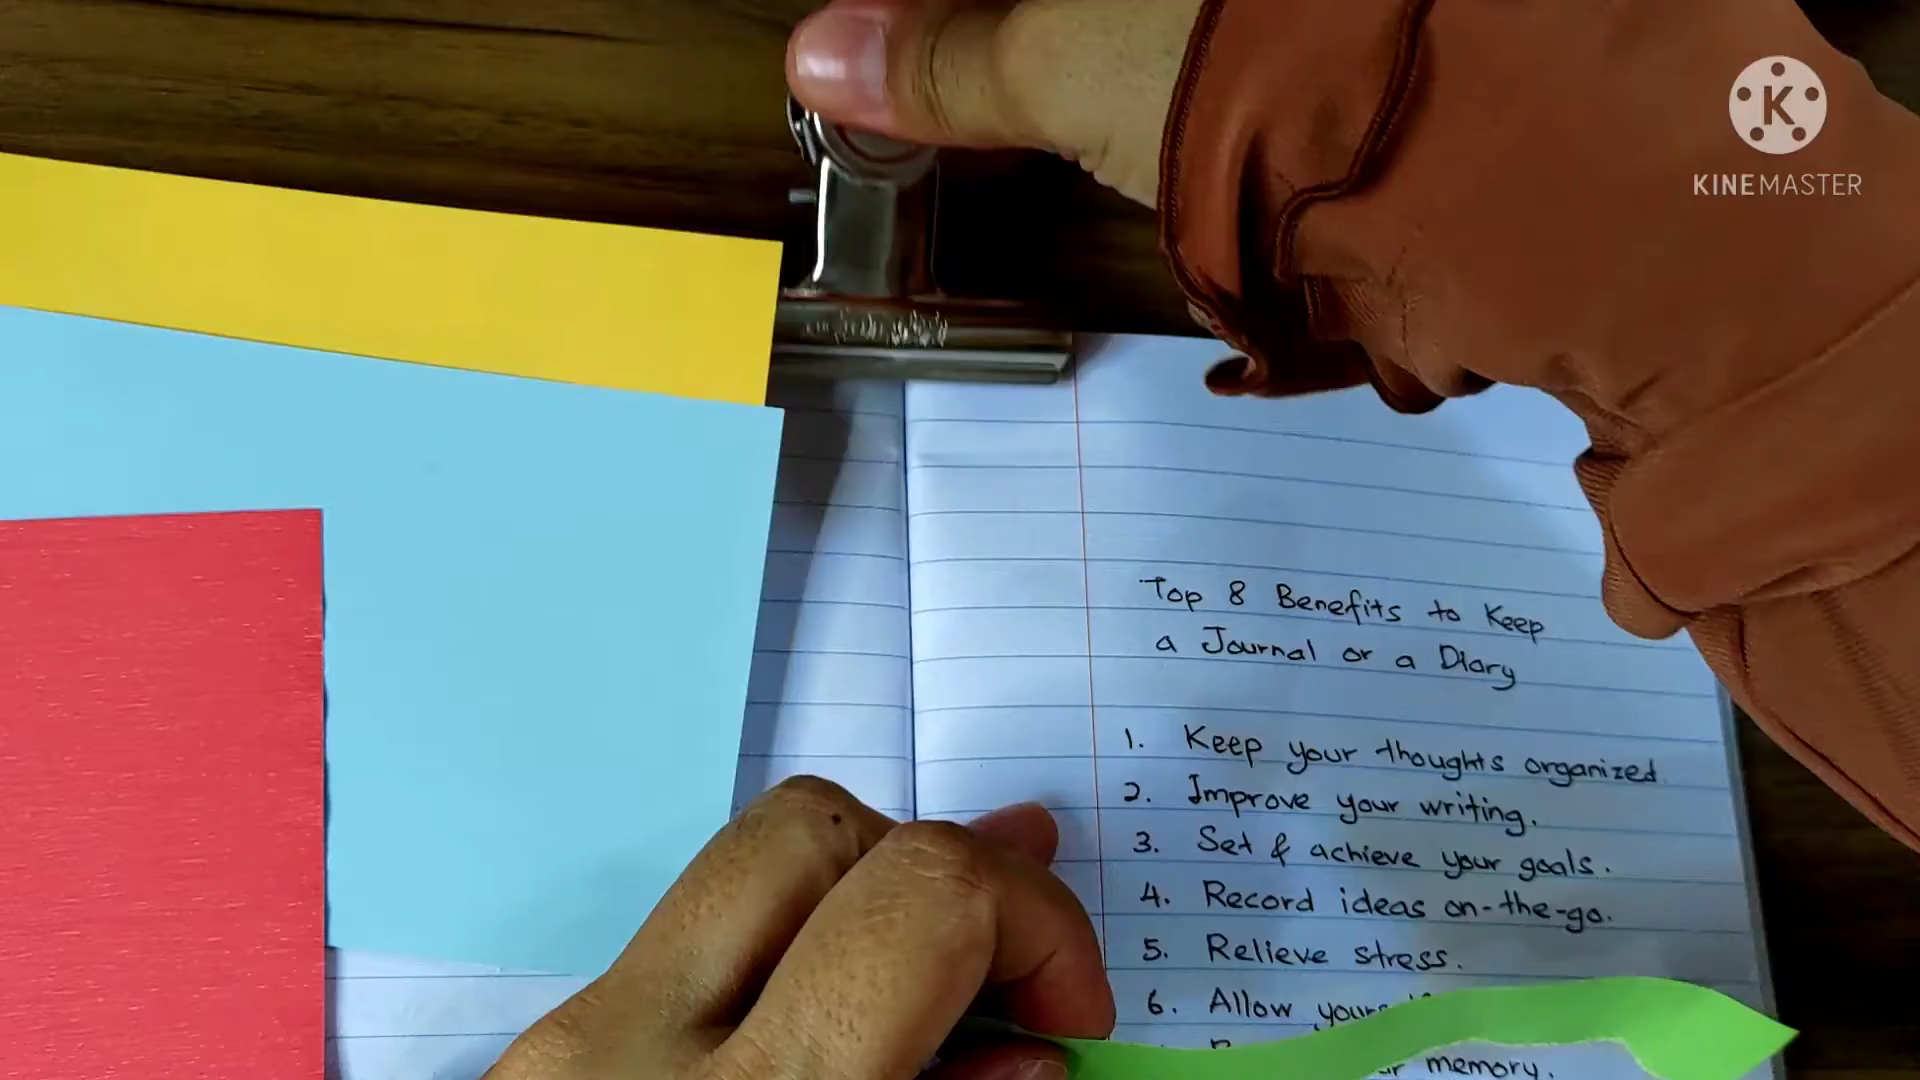 KINEMASTER
Top 8 Benefits to Keep
a Journal or a Diary
1. Keep your thoughts organized.
2. Improve your writing.
3. Set & achieve your goals.
4. Record ideas on-the-go.
5. Relieve stress.
6. Allow
memory.